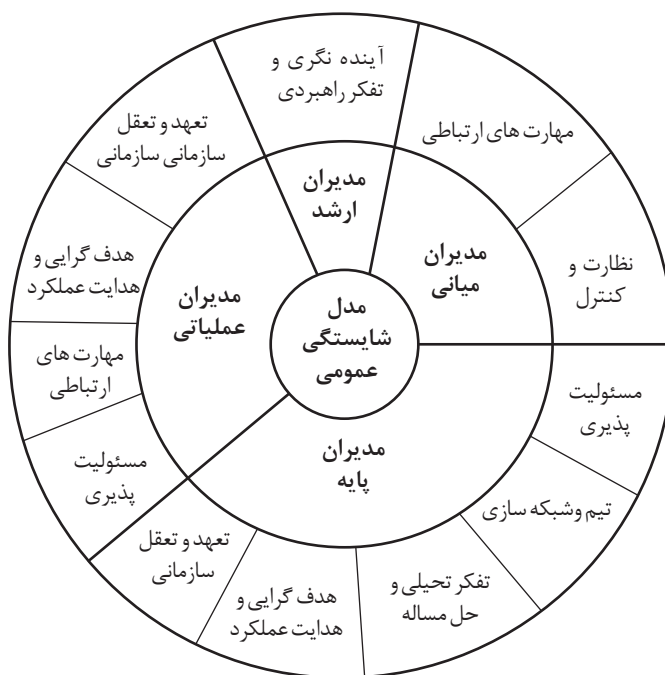 آینده نگری و
تفکر راهبردی
مهارت های ارتباطی
نظارت و
کنترل
مسئولیت
پذیری
تیم وشبکه سازی
تفکر تحیلی و
حل مساله
هدف گرایی و
هدایت عملکرد
تعهد و تعقل
سازمانی
مسئولیت
پذیری
مهارت های
ارتباطی
هدف گرایی و
هدایت عملکرد
تعهد و تعقل
سازمانی سازمانی
مدیران
ارشد
مدیران
میانی
مدیران
پایه
مدیران
عملیاتی
مدل
شایستگی
عمومی